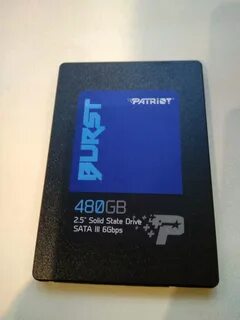 PATRIOT
BURST
480GB
2.5" Solid State Drive
SATA III 6Gbps
P